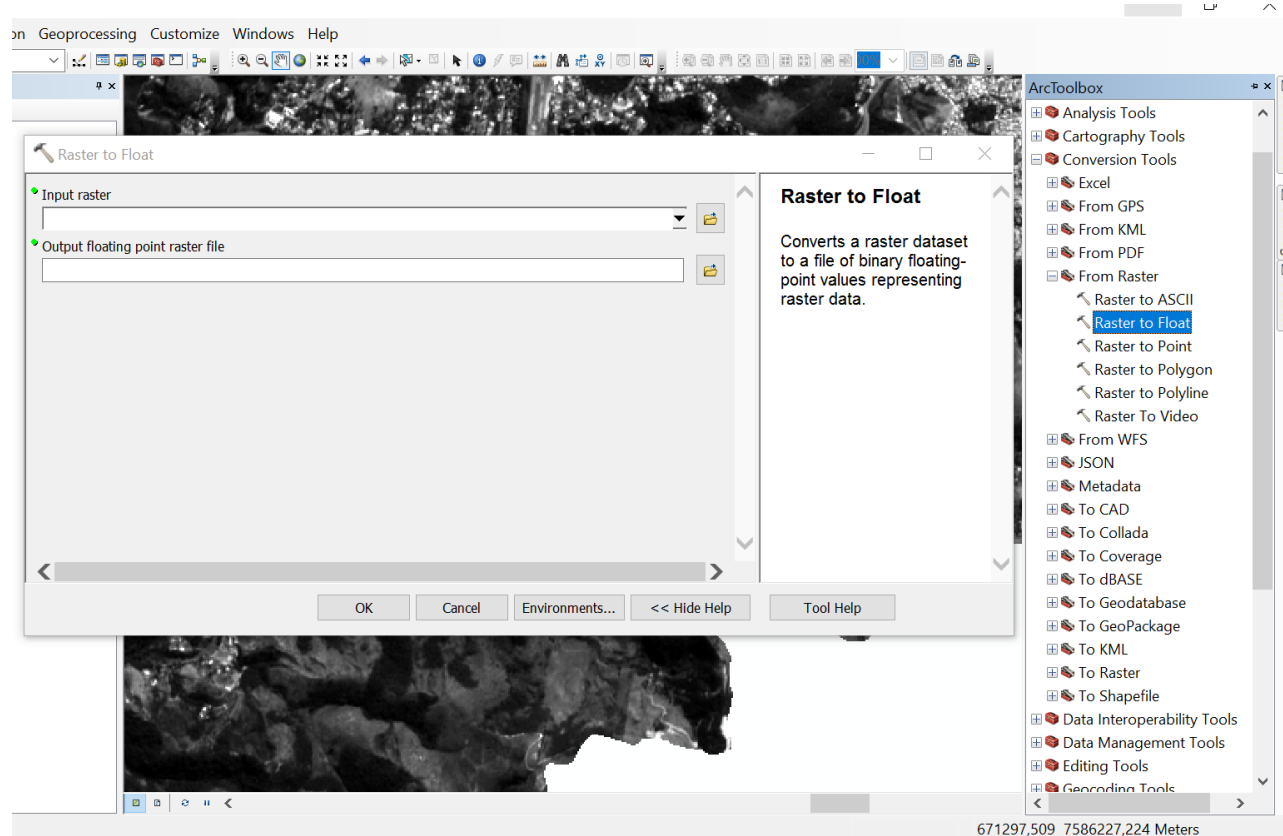 on Geoprocessing Customize Windows Help
ArcToolbox
Analysis Tools
Cartography Tools
Conversion Tools
Excel
From GPS
From KML
From PDF
From Raster
Raster to ASCII
Raster to Float
Raster to Point
Raster to Polygon
Raster to Polyline
Raster To Video
From WFS
JSON
Metadata
To CAD
To Collada
To Coverage
To dBASE
To Geodatabase
To GeoPackage
To KML
To Raster
To Shapefile
Data Interoperability Tools
Data Management Tools
Editing Tools
Geocoding Tools
Raster to Float
Input raster
Output floating point raster file
Raster to Float
Converts a raster dataset
to a file of binary floating-
point values representing
raster data.
OK Cancel Environments... << Hide Help Tool Help
671297,509 7586227,224 Meters